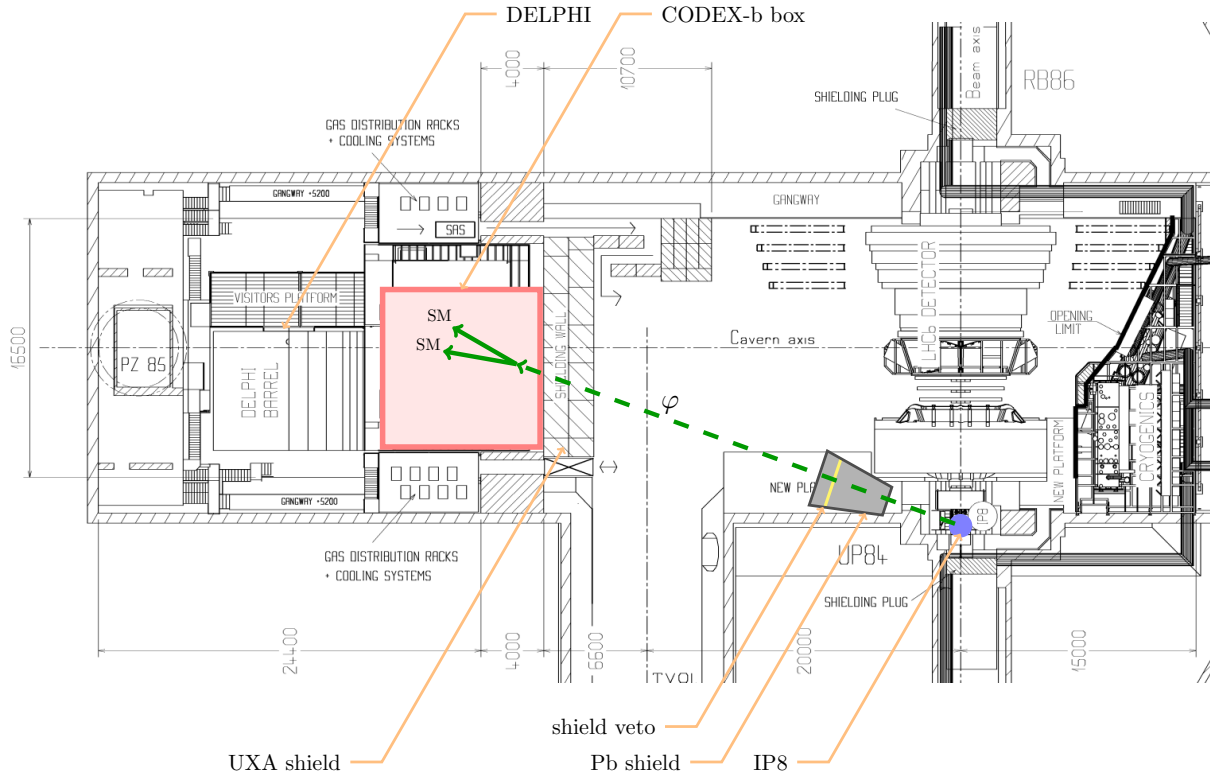 DELPHI
CODEX-b box
4000
10700
Beam axis
RB86
SHIELDING PLUG
GAS DISTRIBUTION RACKS
+ COOLING SYSTEMS
GANGWAY +5200
SAS
GANGWAY
16500
VISITORS PLATFORM
PZ 85
DELPHI
BARREL
SM
SM
SHIELDING WALL
Cavern axis
LHCb DETECTOR
OPENING
LIMIT
φ
NEW PLA
NEW PLATFORM
CRYOGENICS
IP8
GANGWAY +5200
GAS DISTRIBUTION RACKS
+ COOLING SYSTEMS
UP84
SHIELDING PLUG
24400
4000
6600
20000
15000
shield veto
UXA shield
Pb shield
IP8